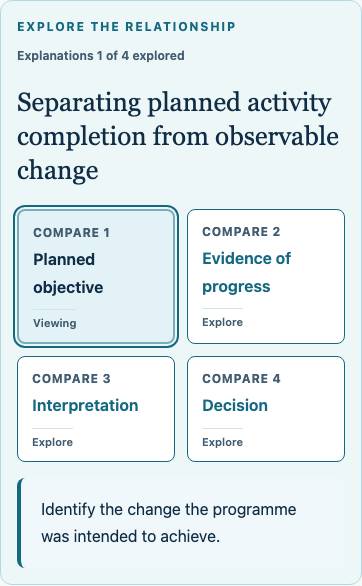 EXPLORE THE RELATIONSHIP
Explanations 1 of 4 explored
Separating planned activity
completion from observable
change
COMPARE 1
Planned
objective
Viewing
COMPARE 2
Evidence of
progress
Explore
COMPARE 3
Interpretation
Explore
COMPARE 4
Decision
Explore
Identify the change the programme
was intended to achieve.